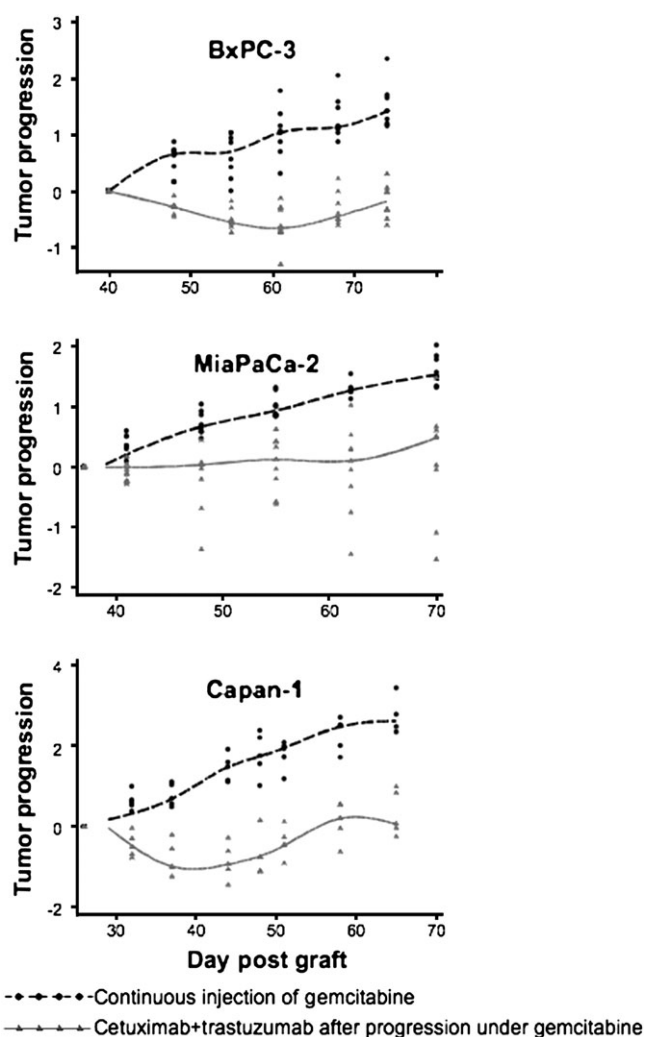 BxPC-3
Tumor progression
3
2
1
0
-1
40 50 60 70
MiaPaCa-2
Tumor progression
2
1
0
-1
-2
40 50 60 70
Capan-1
Tumor progression
4
2
0
-2
30 40 50 60 70
Day post graft
Continuous injection of gemcitabine
Cetuximab+trastuzumab after progression under gemcitabine